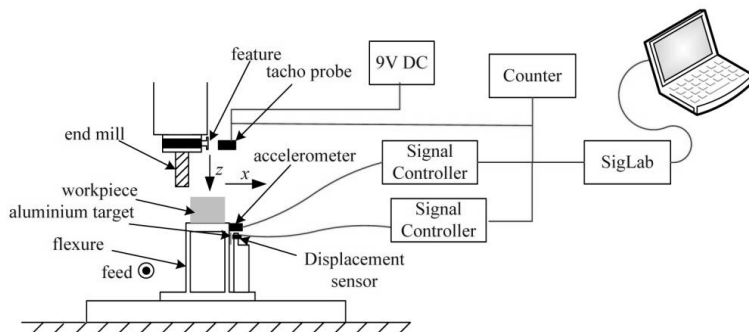 feature
tacho probe
9V DC
Counter
end mill
z
x
accelerometer
Signal
Controller
SigLab
workpiece
aluminium target
Signal
Controller
flexure
Displacement
sensor
feed